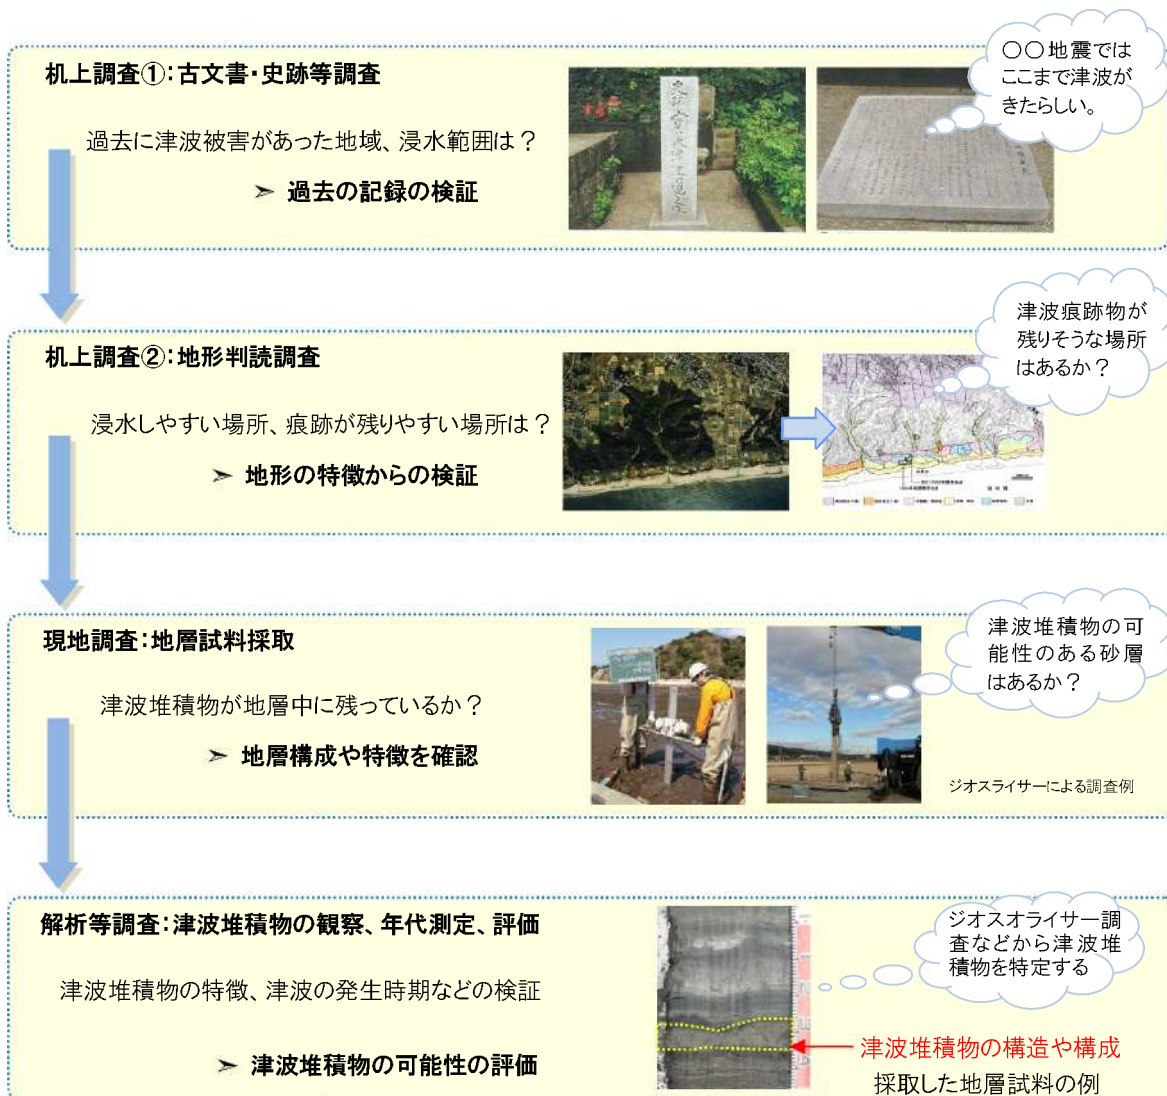 机上調査①：古文書・史跡等調査
過去に津波被害があった地域、浸水範囲は？
➢ 過去の記録の検証
〇〇地震では
ここまで津波が
きたらしい。
机上調査②：地形判読調査
浸水しやすい場所、痕跡が残りやすい場所は？
➢ 地形の特徴からの検証
津波痕跡物が
残りそうな場所
はあるか？
現地調査：地層試料採取
津波堆積物が地層中に残っているか？
➢ 地層構成や特徴を確認
津波堆積物の可
能性のある砂層
はあるか？
ジオスライサーによる調査例
解析等調査：津波堆積物の観察、年代測定、評価
津波堆積物の特徴、津波の発生時期などの検証
➢ 津波堆積物の可能性の評価
ジオスオライサー調
査などから津波堆
積物を特定する
津波堆積物の構造や構成
採取した地層試料の例